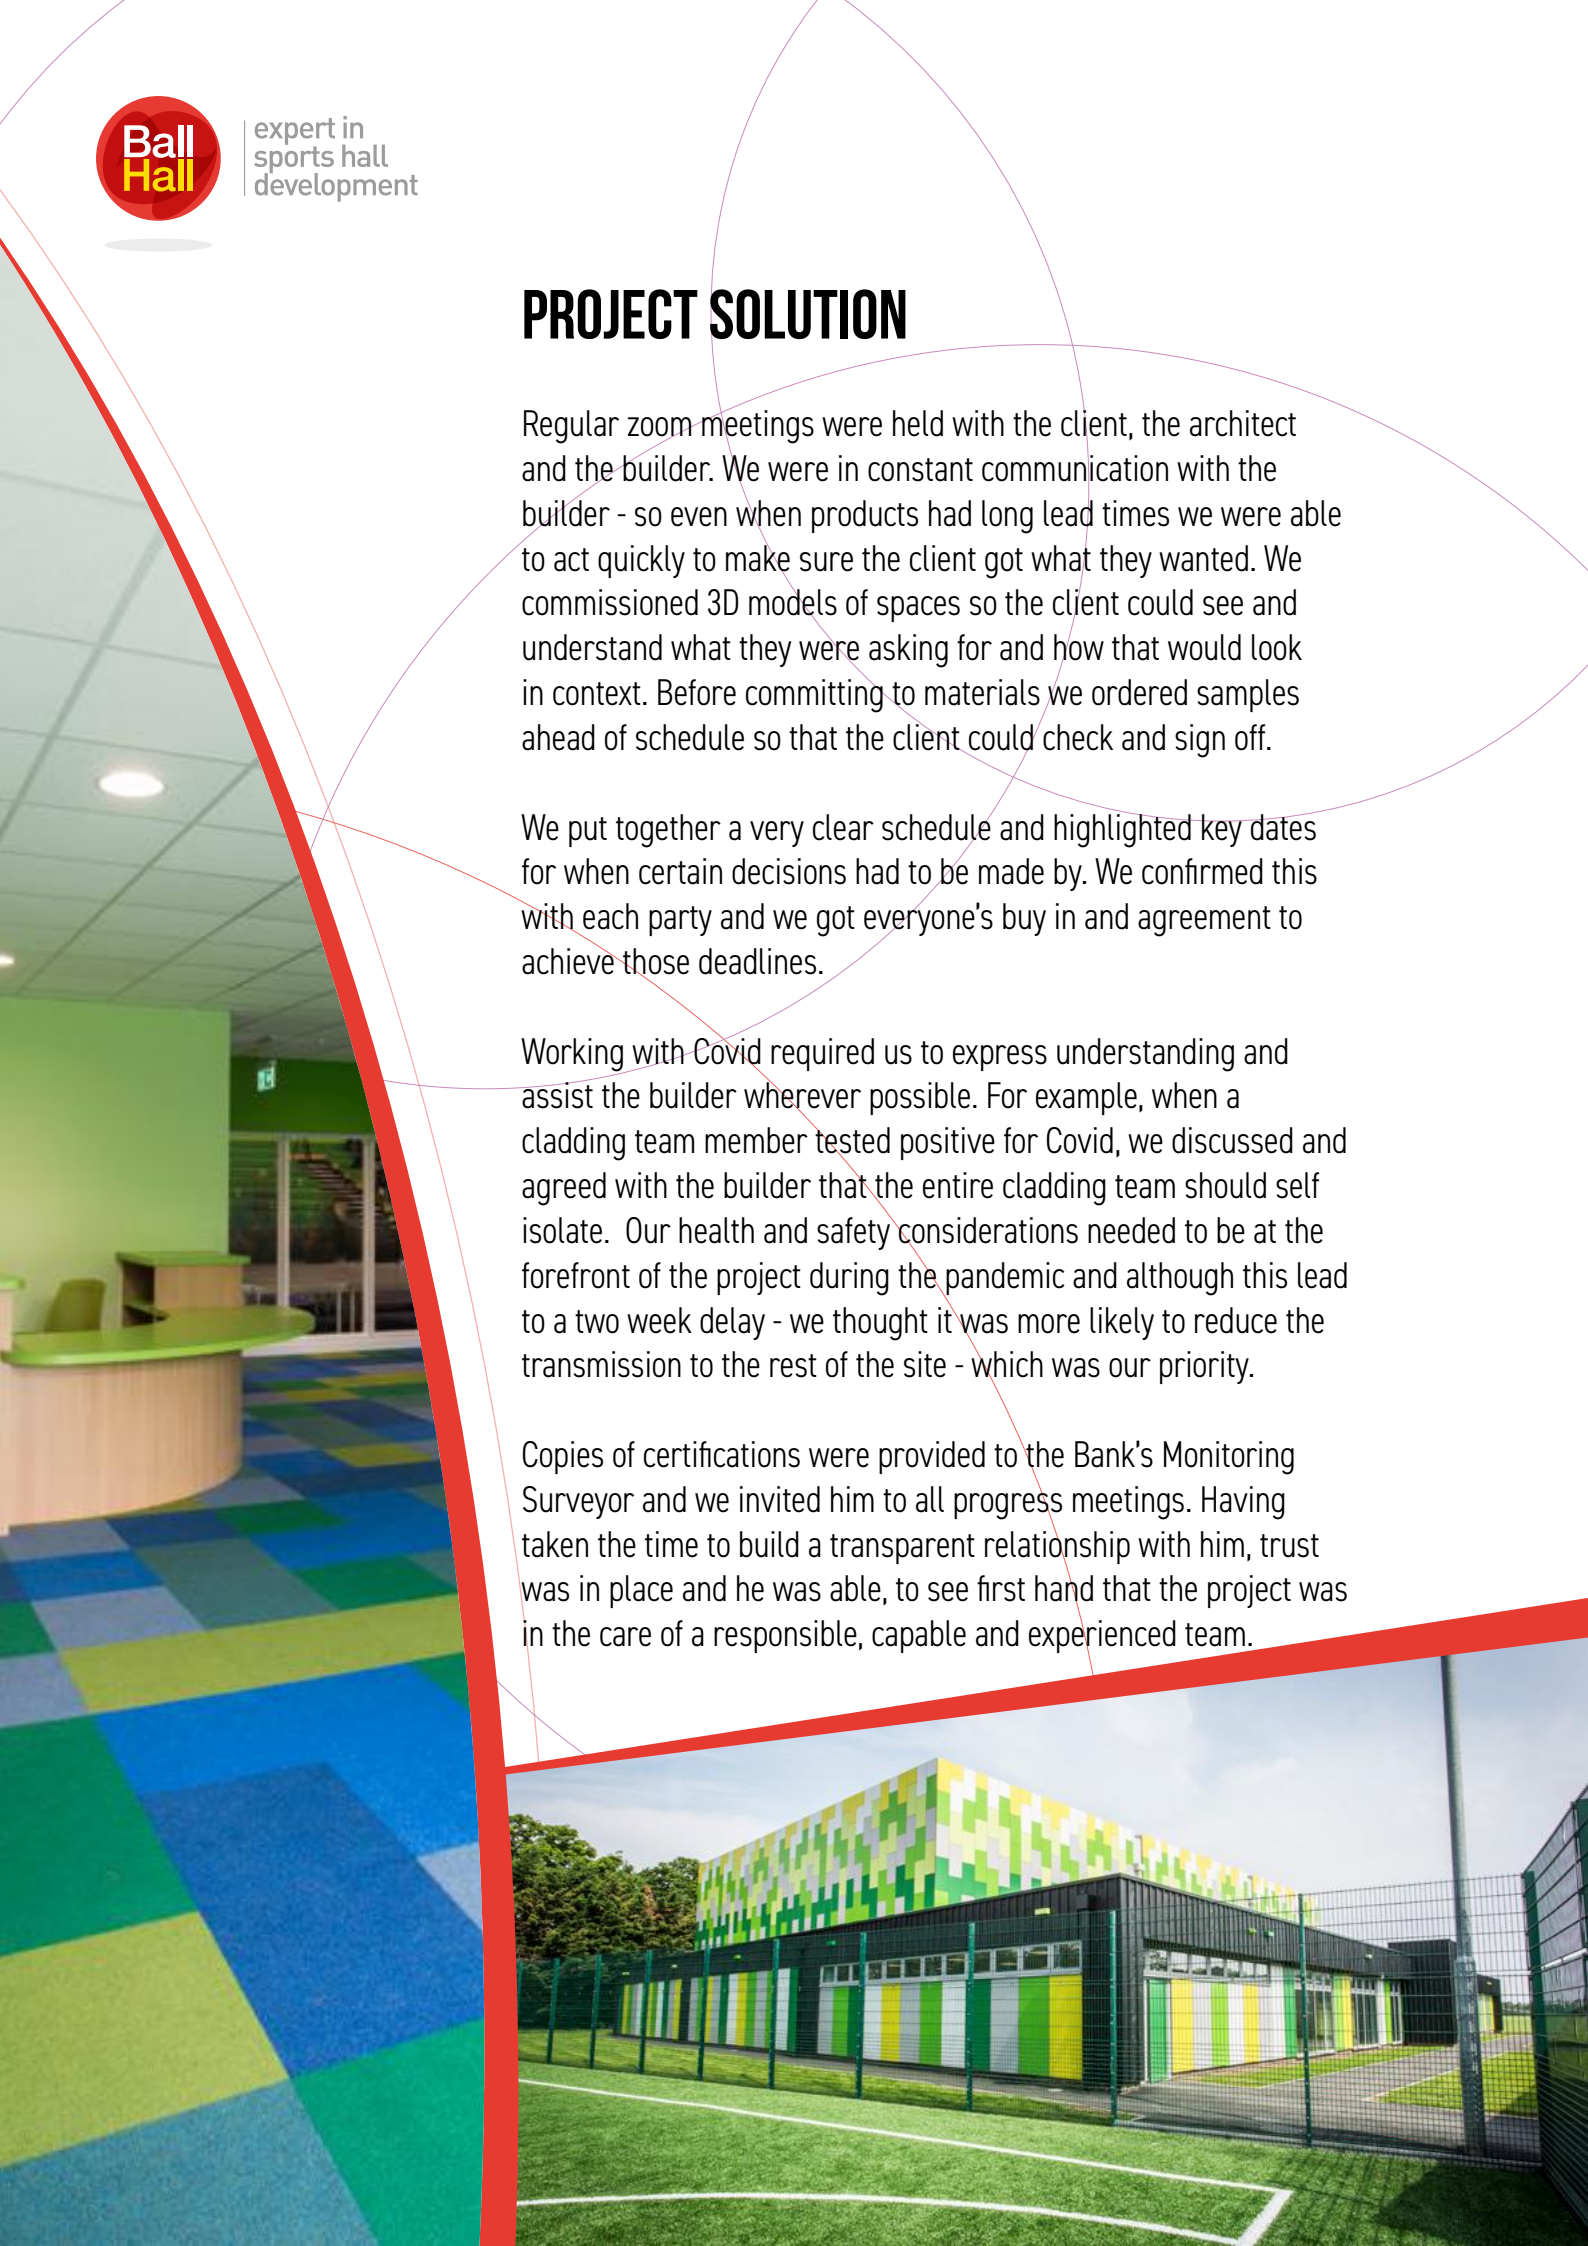 Ball
Hall
expert in
sports hall
development
PROJECT SOLUTION
Regular zoom meetings were held with the client, the architect
and the builder. We were in constant communication with the
builder - so even when products had long lead times we were able
to act quickly to make sure the client got what they wanted. We
commissioned 3D models of spaces so the client could see and
understand what they were asking for and how that would look
in context. Before committing to materials we ordered samples
ahead of schedule so that the client could check and sign off.
We put together a very clear schedule and highlighted key dates
for when certain decisions had to be made by. We confirmed this
with each party and we got everyone's buy in and agreement to
achieve those deadlines.
Working with Covid required us to express understanding and
assist the builder wherever possible. For example, when a
cladding team member tested positive for Covid, we discussed and
agreed with the builder that the entire cladding team should self
isolate.  Our health and safety considerations needed to be at the
forefront of the project during the pandemic and although this lead
to a two week delay - we thought it was more likely to reduce the
transmission to the rest of the site - which was our priority.
Copies of certifications were provided to the Bank's Monitoring
Surveyor and we invited him to all progress meetings. Having
taken the time to build a transparent relationship with him, trust
was in place and he was able, to see first hand that the project was
in the care of a responsible, capable and experienced team.